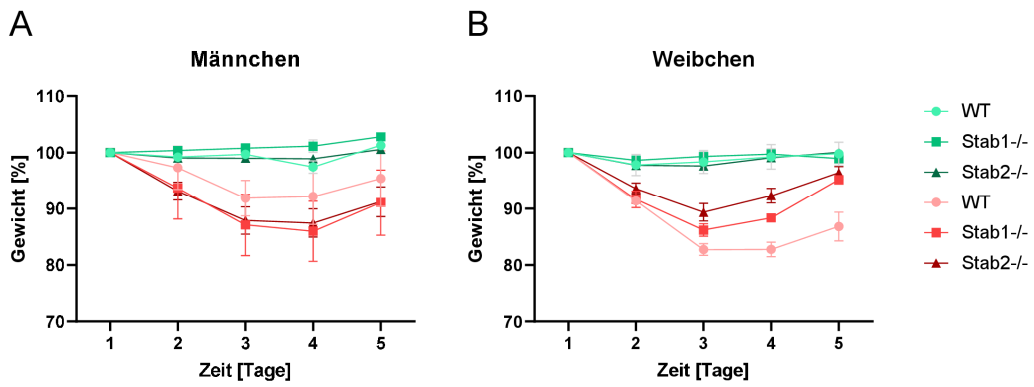 A
Männchen
Gewicht [%]
110
100
90
80
70
1 2 3 4 5
Zeit [Tage]
B
Weibchen
Gewicht [%]
110
100
90
80
70
1 2 3 4 5
Zeit [Tage]
WT
Stab1-/-
Stab2-/-
WT
Stab1-/-
Stab2-/-